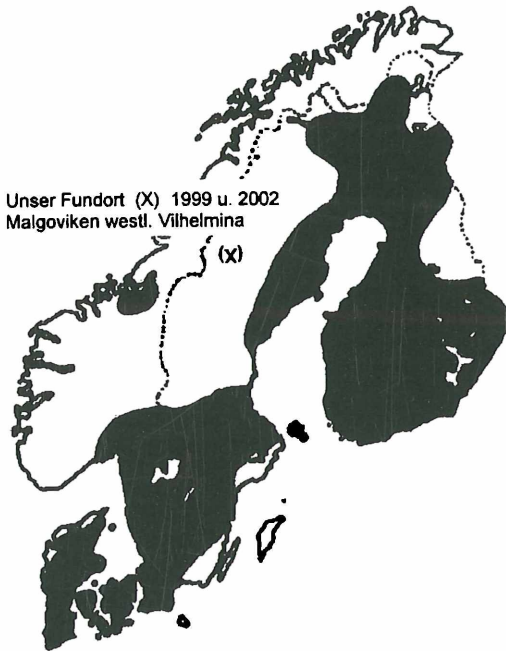 Unser Fundort (X) 1999 u. 2002
Malgoviken westl. Vilhelmina
(X)